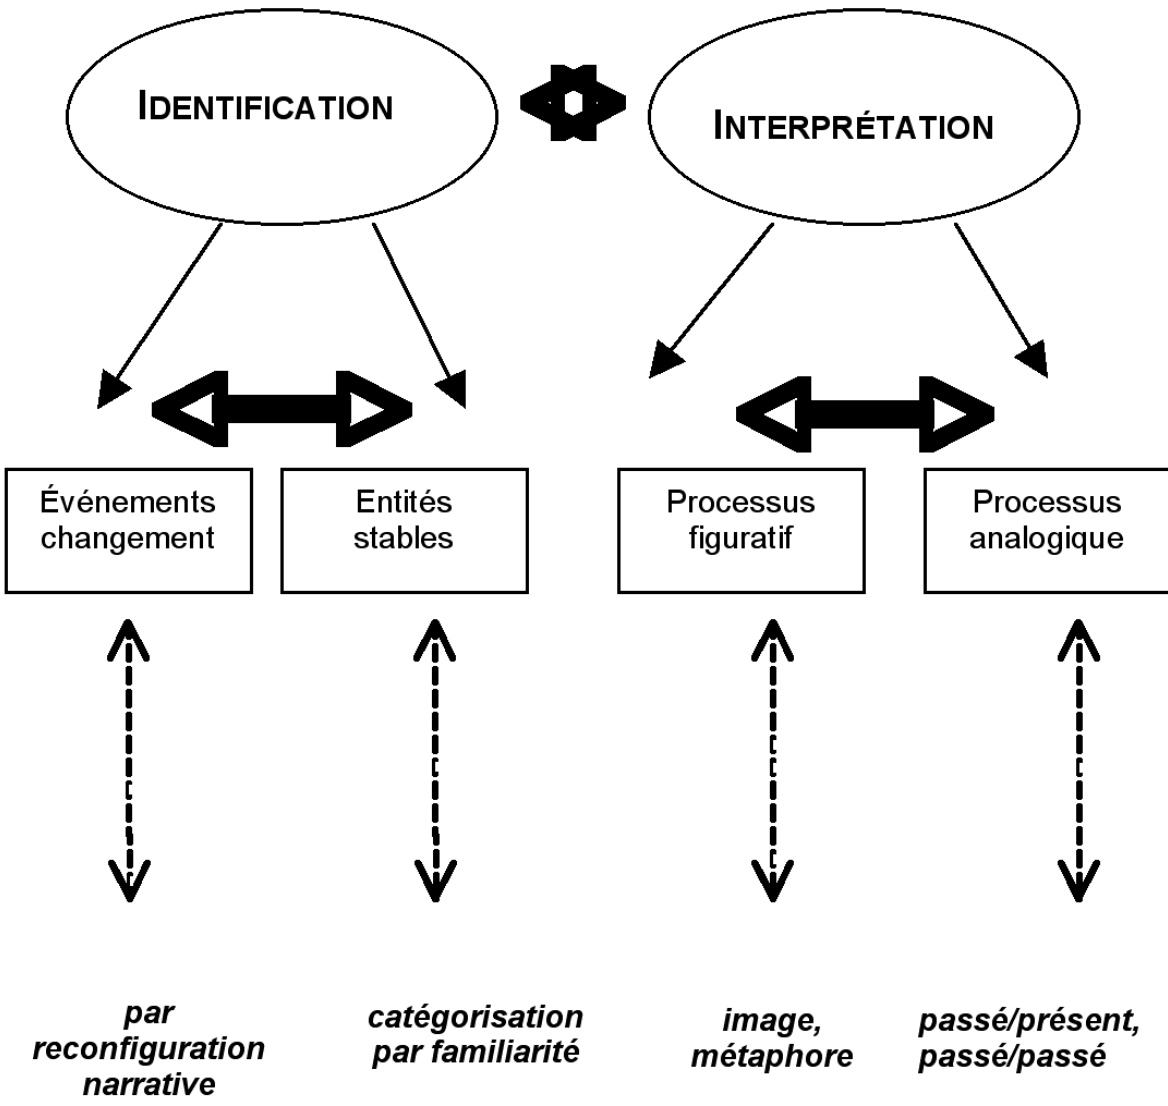 IDENTIFICATION
INTERPRÉTATION
Événements
changement
Entités
stables
Processus
figuratif
Processus
analogique
par
reconfiguration
narrative
catégorisation
par familiarité
image,
métaphore
passé/présent,
passé/passé